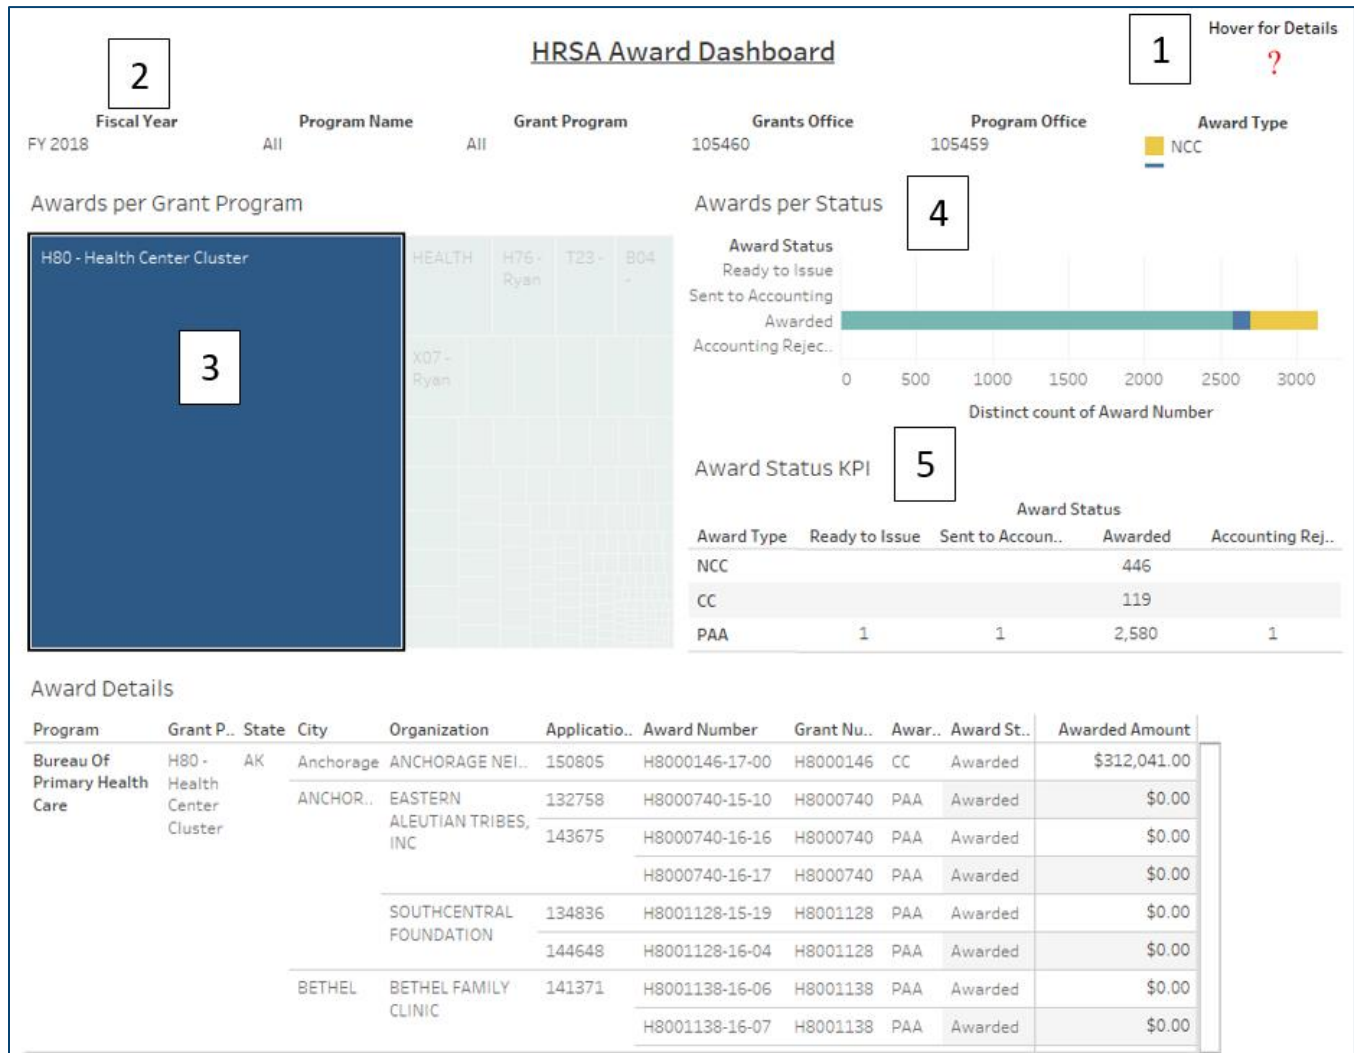 Hover for Details
1
?
HRSA Award Dashboard
2
Fiscal Year Program Name Grant Program Grants Office Program Office Award Type
FY 2018 All All 105460 105459 NCC
Awards per Grant Program
H80 - Health Center Cluster
HEALTH
H76 -
Ryan
T23 -
B04
-
X07 -
Ryan
3
Awards per Status
4
Award Status
Ready to Issue
Sent to Accounting
Awarded
Accounting Rejec..
0 500 1000 1500 2000 2500 3000
Distinct count of Award Number
Award Status KPI
5
Award Status
Award Type Ready to Issue Sent to Accoun.. Awarded Accounting Rej..
NCC 446
CC 119
PAA 1 1 2,580 1
Award Details
Program Grant P.. State City Organization Applicatio.. Award Number Grant Nu.. Awar.. Award St.. Awarded Amount
Bureau Of H80 - AK Anchorage ANCHORAGE NEI.. 150805 H8000146-17-00 H8000146 CC Awarded $312,041.00
Primary Health Health
Care Center ANCHOR.. EASTERN 132758 H8000740-15-10 H8000740 PAA Awarded $0.00
Cluster ALEUTIAN TRIBES,
INC 143675 H8000740-16-16 H8000740 PAA Awarded $0.00
H8000740-16-17 H8000740 PAA Awarded $0.00
SOUTHCENTRAL 134836 H8001128-15-19 H8001128 PAA Awarded $0.00
FOUNDATION
144648 H8001128-16-04 H8001128 PAA Awarded $0.00
BETHEL BETHEL FAMILY 141371 H8001138-16-06 H8001138 PAA Awarded $0.00
CLINIC
H8001138-16-07 H8001138 PAA Awarded $0.00